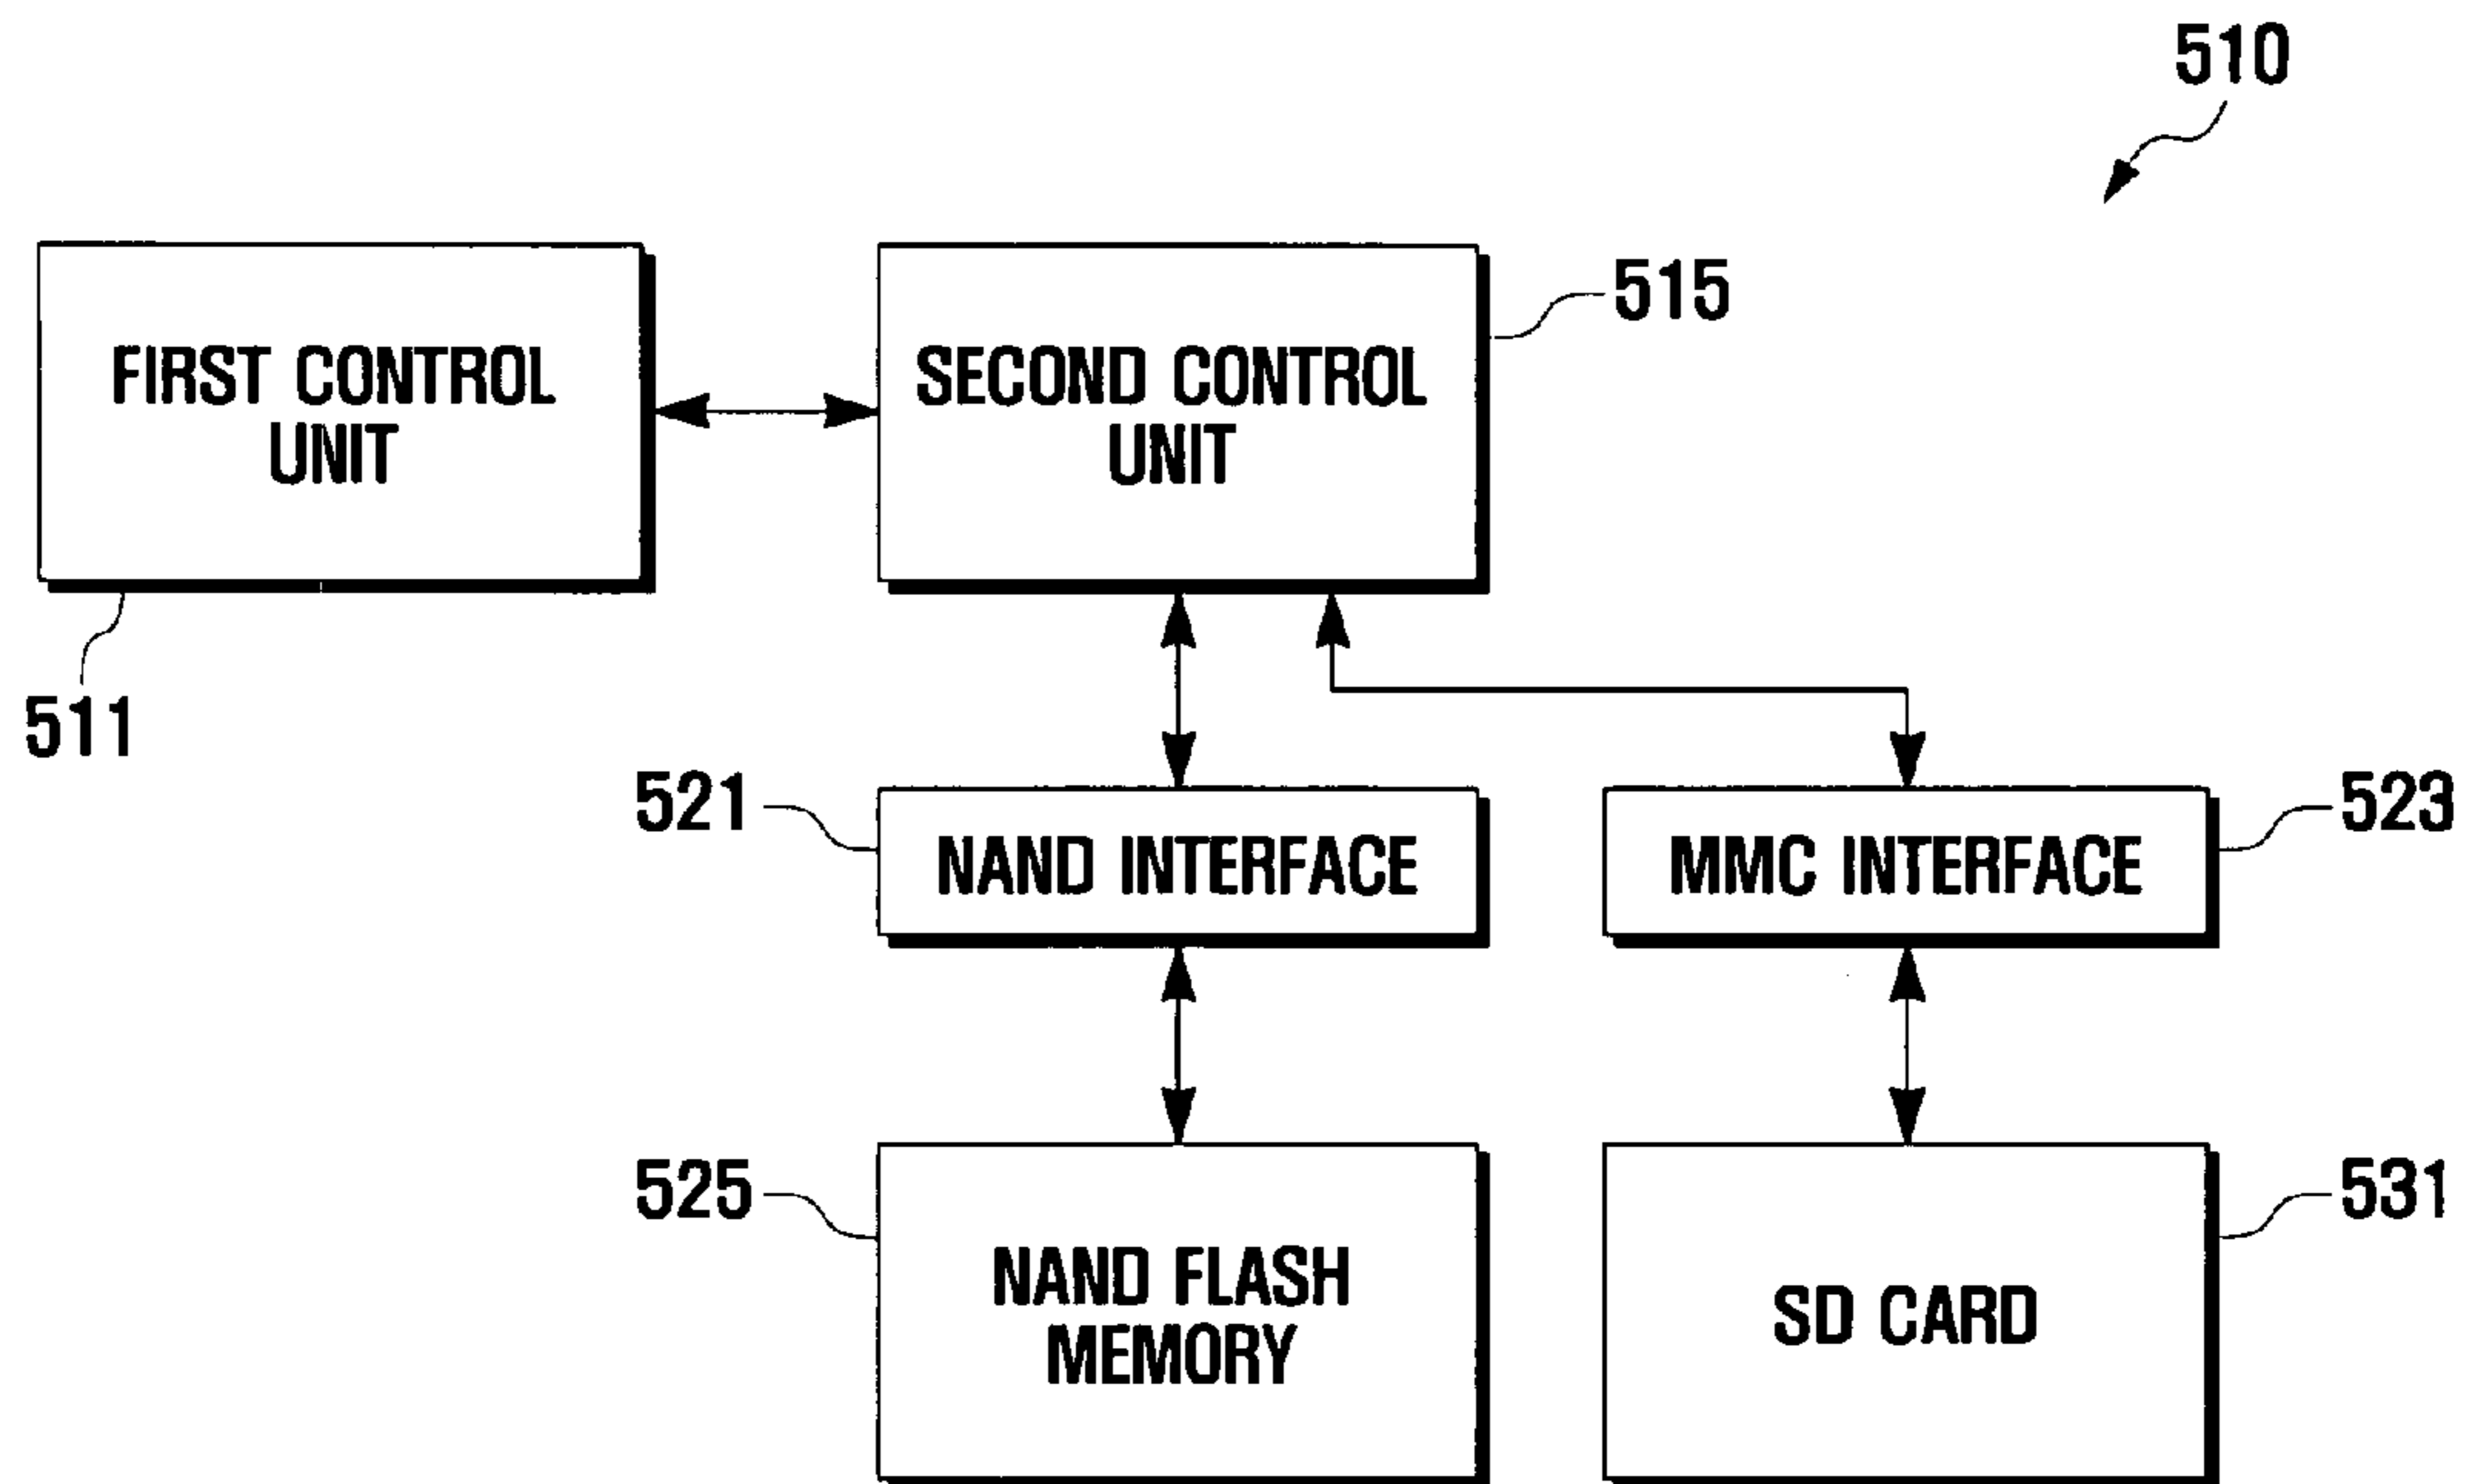 510
FIRST CONTROL
UNIT
511
SECOND CONTROL
UNIT
515
521
NAND INTERFACE
MMC INTERFACE
523
525
NAND FLASH
MEMORY
SD CARD
531